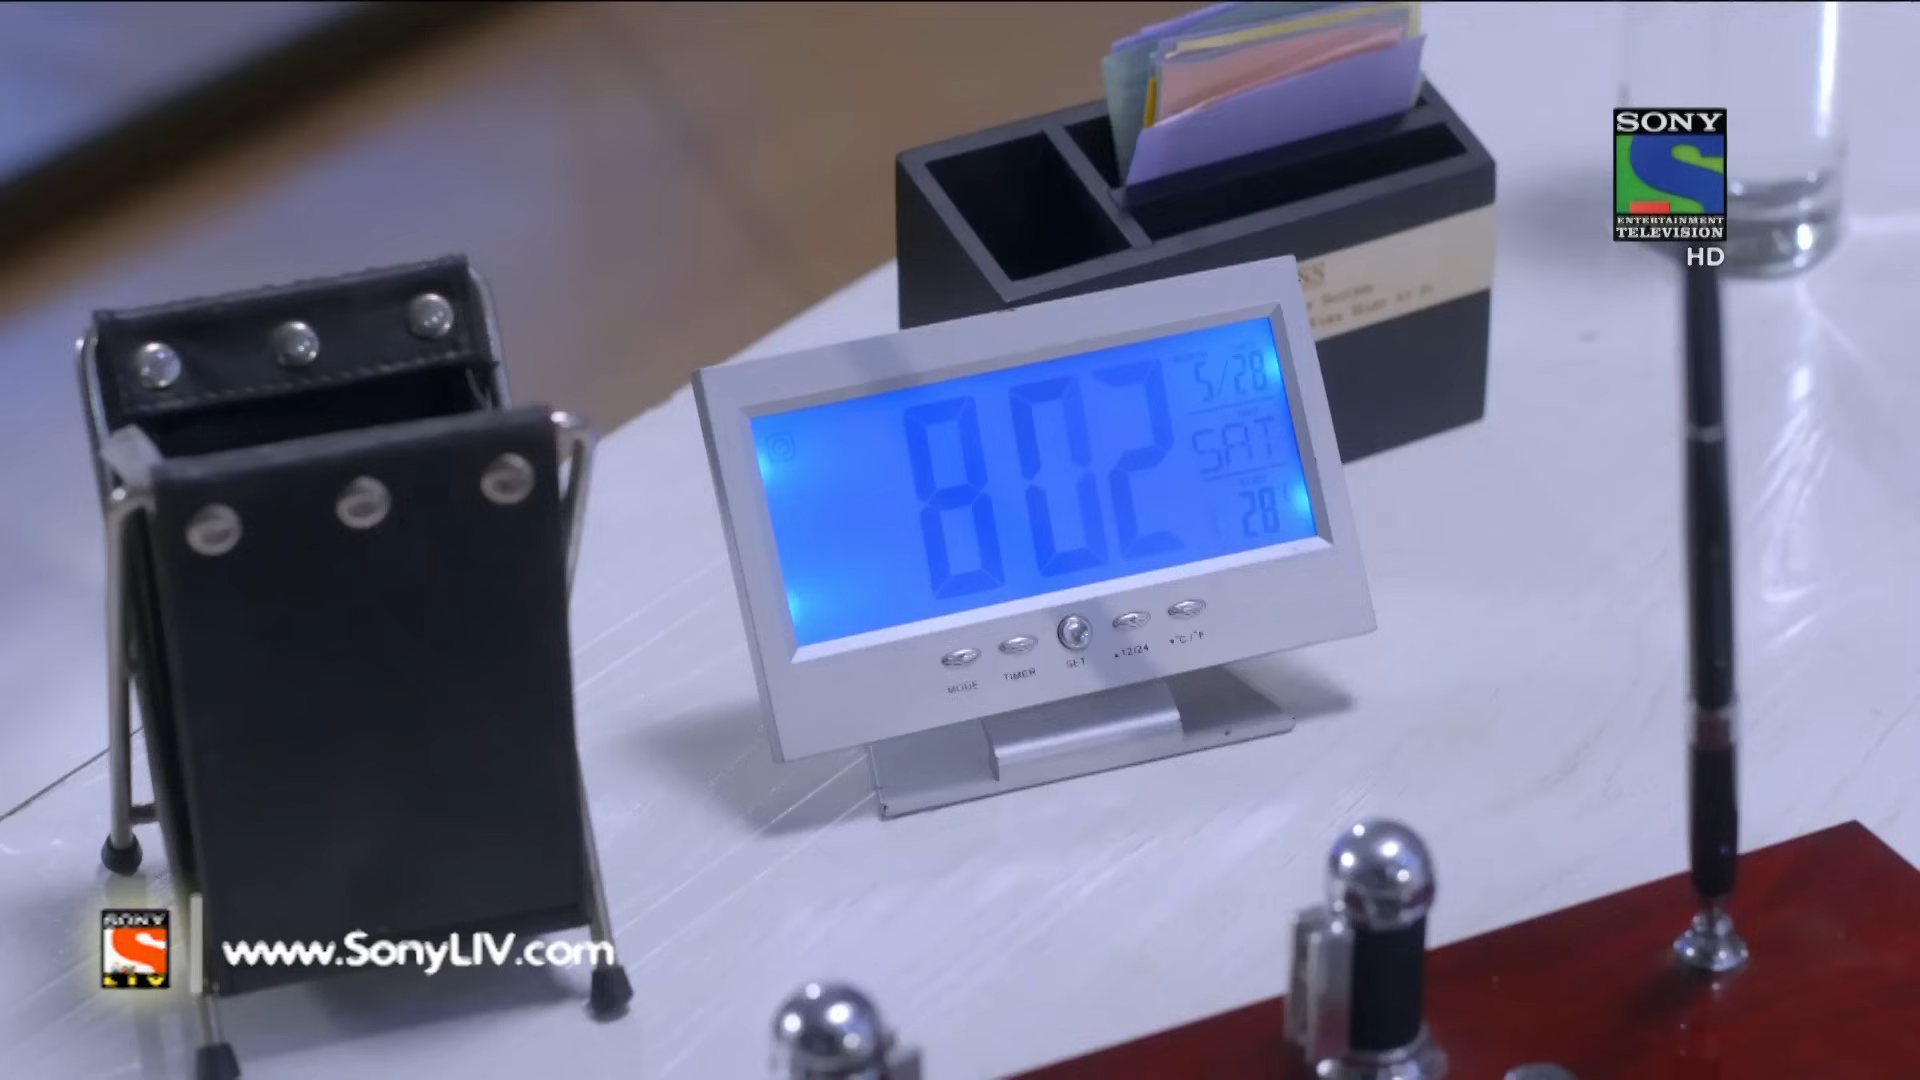 SONY
ENTERTAINMENT
TELEVISION
HD
5/28
802
SAT
28
MODE
TIMER
SET
▲12/24
▼°C/°F
SONY
LIV
www.SonyLIV.com